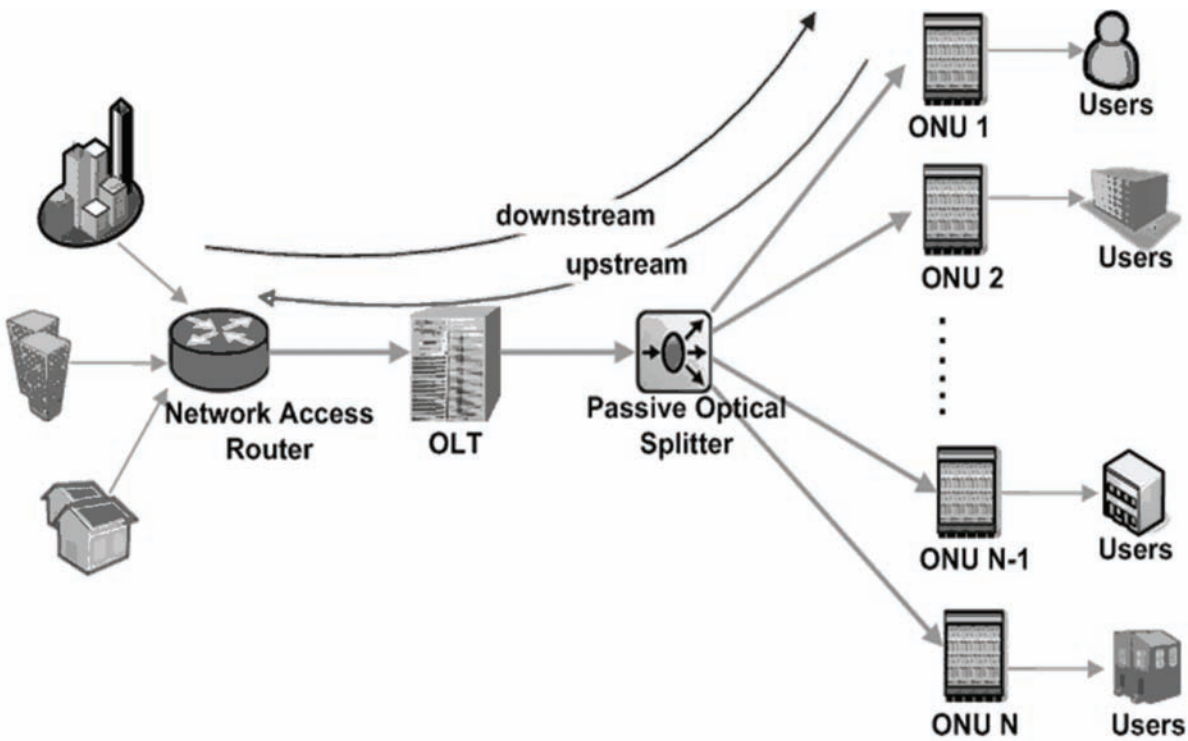 ONU 1
Users
ONU 2
Users
downstream
upstream
Network Access
Router
OLT
Passive Optical
Splitter
ONU N-1
Users
ONU N
Users